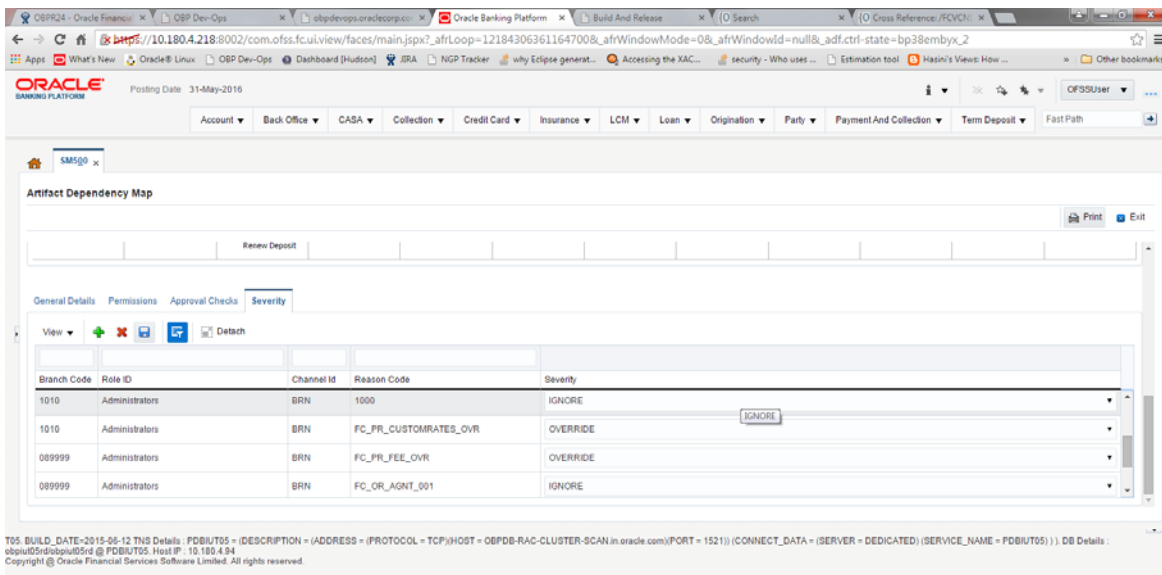 OBPR24 - Oracle Financi × OBP Dev-Ops × obpdevops.oraclecorp.co × Oracle Banking Platform × Build And Release × {O Search × {O Cross Reference: /FCVCN ×
https://10.180.4.218:8002/com.ofss.fc.ui.view/faces/main.jspx?_afrLoop=12184306361164700&_afrWindowMode=0&_afrWindowId=null&_adf.ctrl-state=bp38embyx_2
Apps What's New Oracle® Linux OBP Dev-Ops Dashboard [Hudson] JIRA NGP Tracker why Eclipse generat... Accessing the XAC... security - Who uses ... Estimation tool Hasini's Views: How ... » Other bookmarks
ORACLE Posting Date 31-May-2016 OFSSUser
BANKING PLATFORM
Account Back Office CASA Collection Credit Card Insurance LCM Loan Origination Party Payment And Collection Term Deposit Fast Path
SM500 ×
Artifact Dependency Map
Print Exit
Renew Deposit
General Details Permissions Approval Checks Severity
View Detach
Branch Code Role ID Channel Id Reason Code Severity
1010 Administrators BRN 1000 IGNORE
IGNORE
1010 Administrators BRN FC_PR_CUSTOMRATES_OVR OVERRIDE
089999 Administrators BRN FC_PR_FEE_OVR OVERRIDE
089999 Administrators BRN FC_OR_AGNT_001 IGNORE
T05. BUILD_DATE=2015-06-12 TNS Details : PDBIUT05 = (DESCRIPTION = (ADDRESS = (PROTOCOL = TCP)(HOST = OBPDB-RAC-CLUSTER-SCAN.in.oracle.com)(PORT = 1521)) (CONNECT_DATA = (SERVER = DEDICATED) (SERVICE_NAME = PDBIUT05) ) ). DB Details :
obpiut05rd/obpiut05rd @ PDBIUT05. Host IP : 10.180.4.94
Copyright @ Oracle Financial Services Software Limited. All rights reserved.